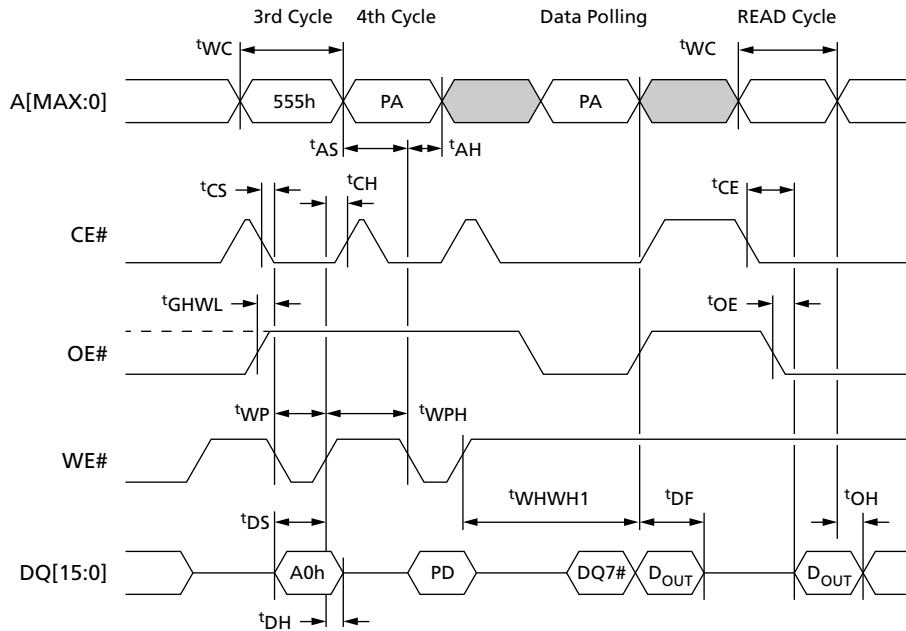 3rd Cycle 4th Cycle Data Polling READ Cycle
tWC tWC
A[MAX:0] 555h PA PA
tAS tAH
tCS tCH tCE
CE#
tGHWL tOE
OE#
tWP tWPH
WE#
tWHWH1 tDF tOH
tDS
DQ[15:0] A0h PD DQ7# DOUT DOUT
tDH